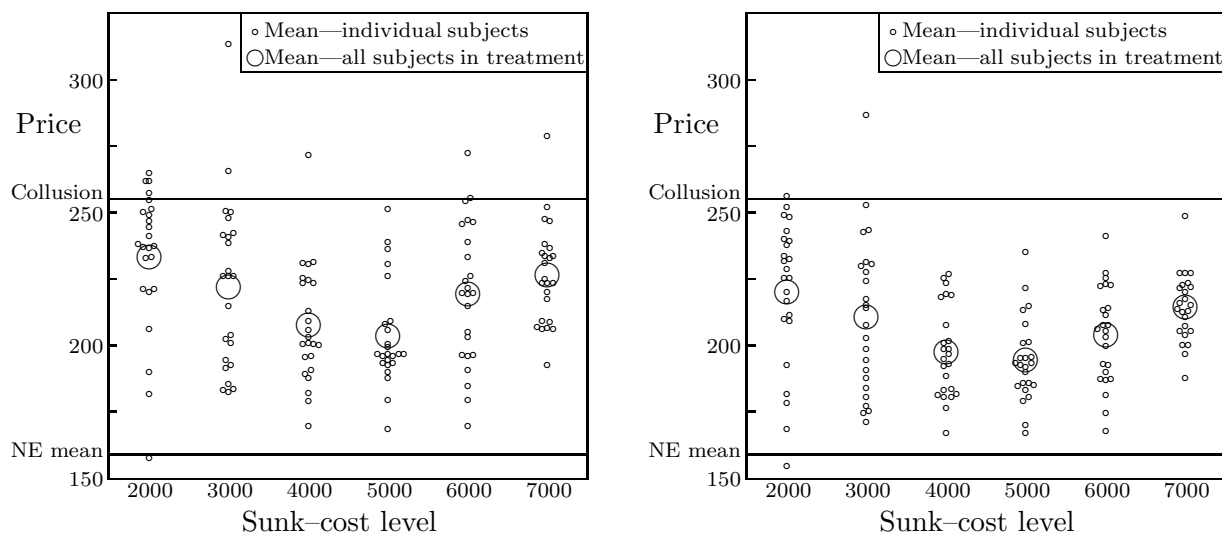 Mean—individual subjects
Mean—all subjects in treatment
300
Price
Collusion
250
200
NE mean
150
2000 3000 4000 5000 6000 7000
Sunk–cost level
Mean—individual subjects
Mean—all subjects in treatment
300
Price
Collusion
250
200
NE mean
150
2000 3000 4000 5000 6000 7000
Sunk–cost level